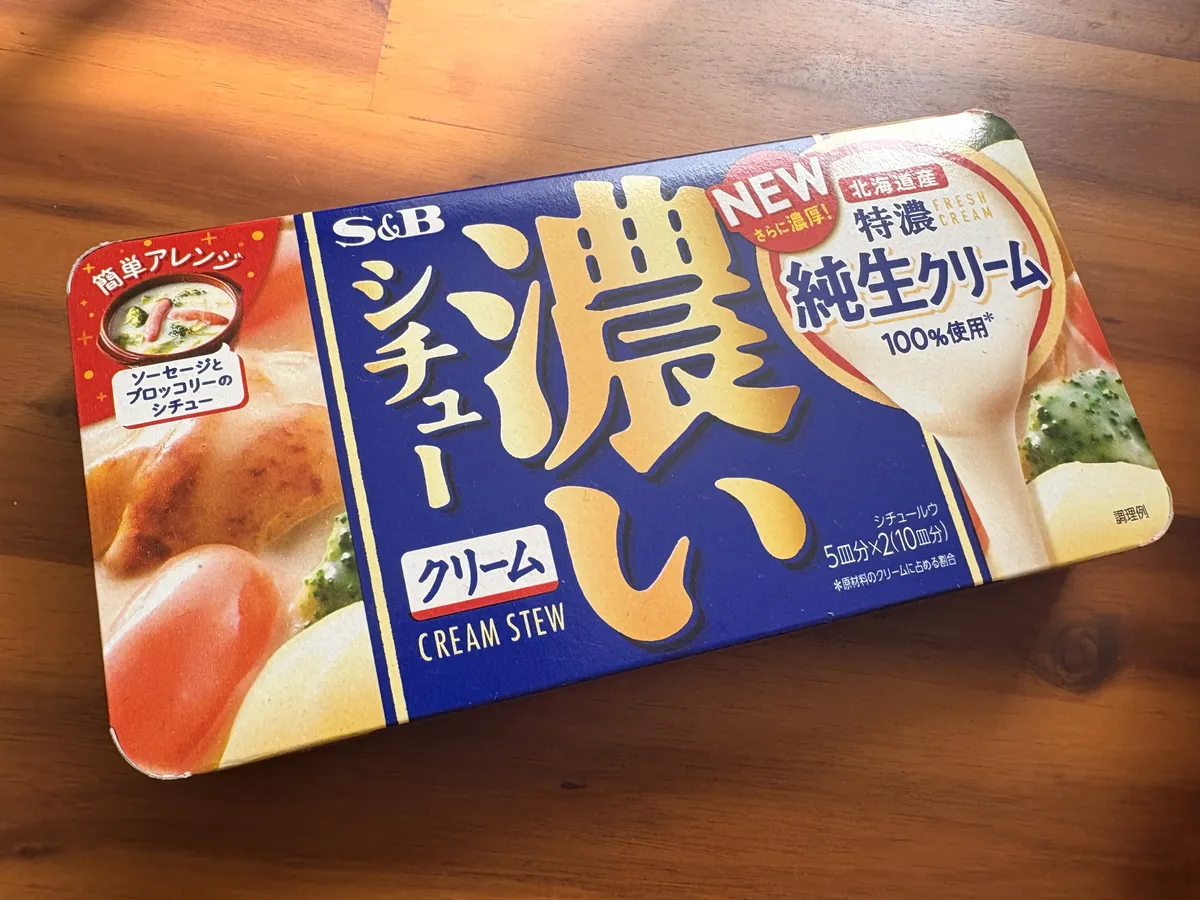 簡単アレンジ
ソーセージと
ブロッコリーの
シチュー
S&B
シチュー
濃い
クリーム
CREAM STEW
NEW
さらに濃厚!
北海道産
特濃
FRESH
CREAM
純生クリーム
100%使用*
シチュールウ
5皿分×2(10皿分)
*原材料のクリームに占める割合
調理例